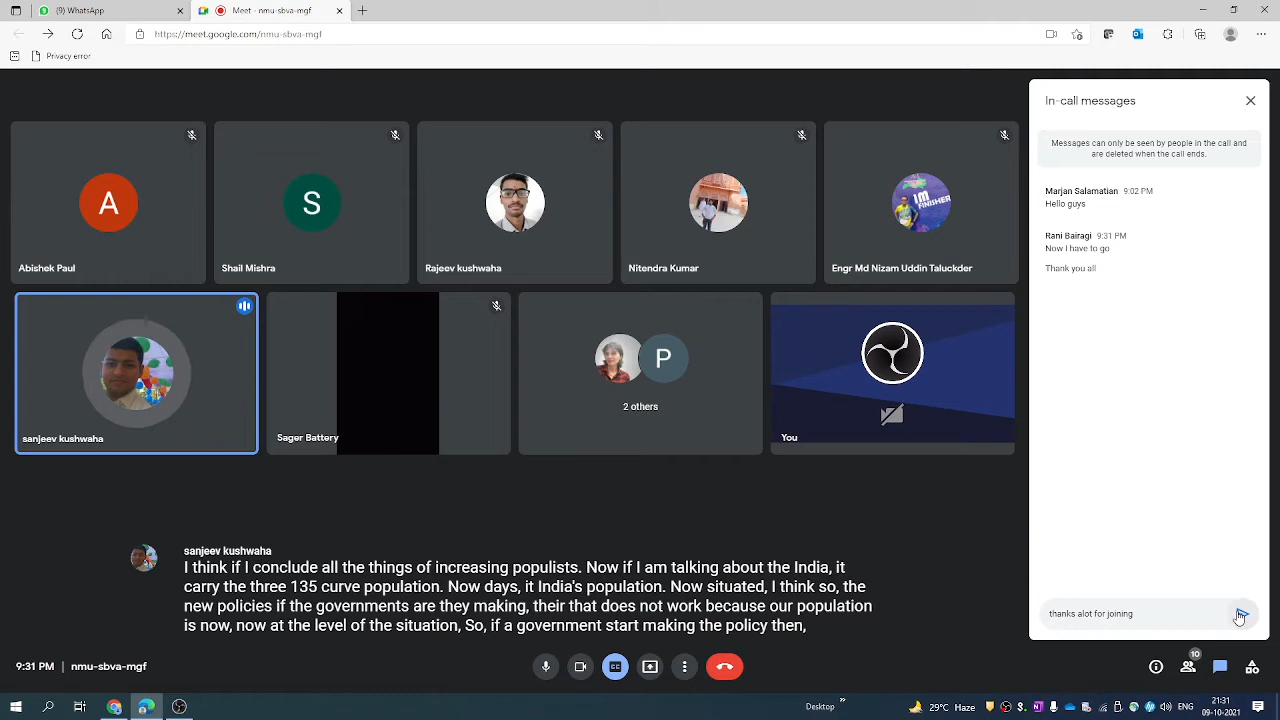 (9) WhatsApp
Meet - nmu-sbva-mgf
https://meet.google.com/nmu-sbva-mgf
Privacy error
In-call messages
Messages can only be seen by people in the call and
are deleted when the call ends.
Marjan Salamatian 9:02 PM
Hello guys
Rani Bairagi 9:31 PM
Now I have to go
Thank you all
A
Abishek Paul
S
Shail Mishra
Rajeev kushwaha
Nitendra Kumar
IM
FINISHER
Engr Md Nizam Uddin Taluckder
sanjeev kushwaha
Sager Battery
P
2 others
You
sanjeev kushwaha
I think if I conclude all the things of increasing populists. Now if I am talking about the India, it
carry the three 135 curve population. Now days, it India's population. Now situated, I think so, the
new policies if the governments are they making, their that does not work because our population
is now, now at the level of the situation, So, if a government start making the policy then,
thanks alot for joining
9:31 PM | nmu-sbva-mgf
10
Desktop
29°C Haze
21:31
09-10-2021